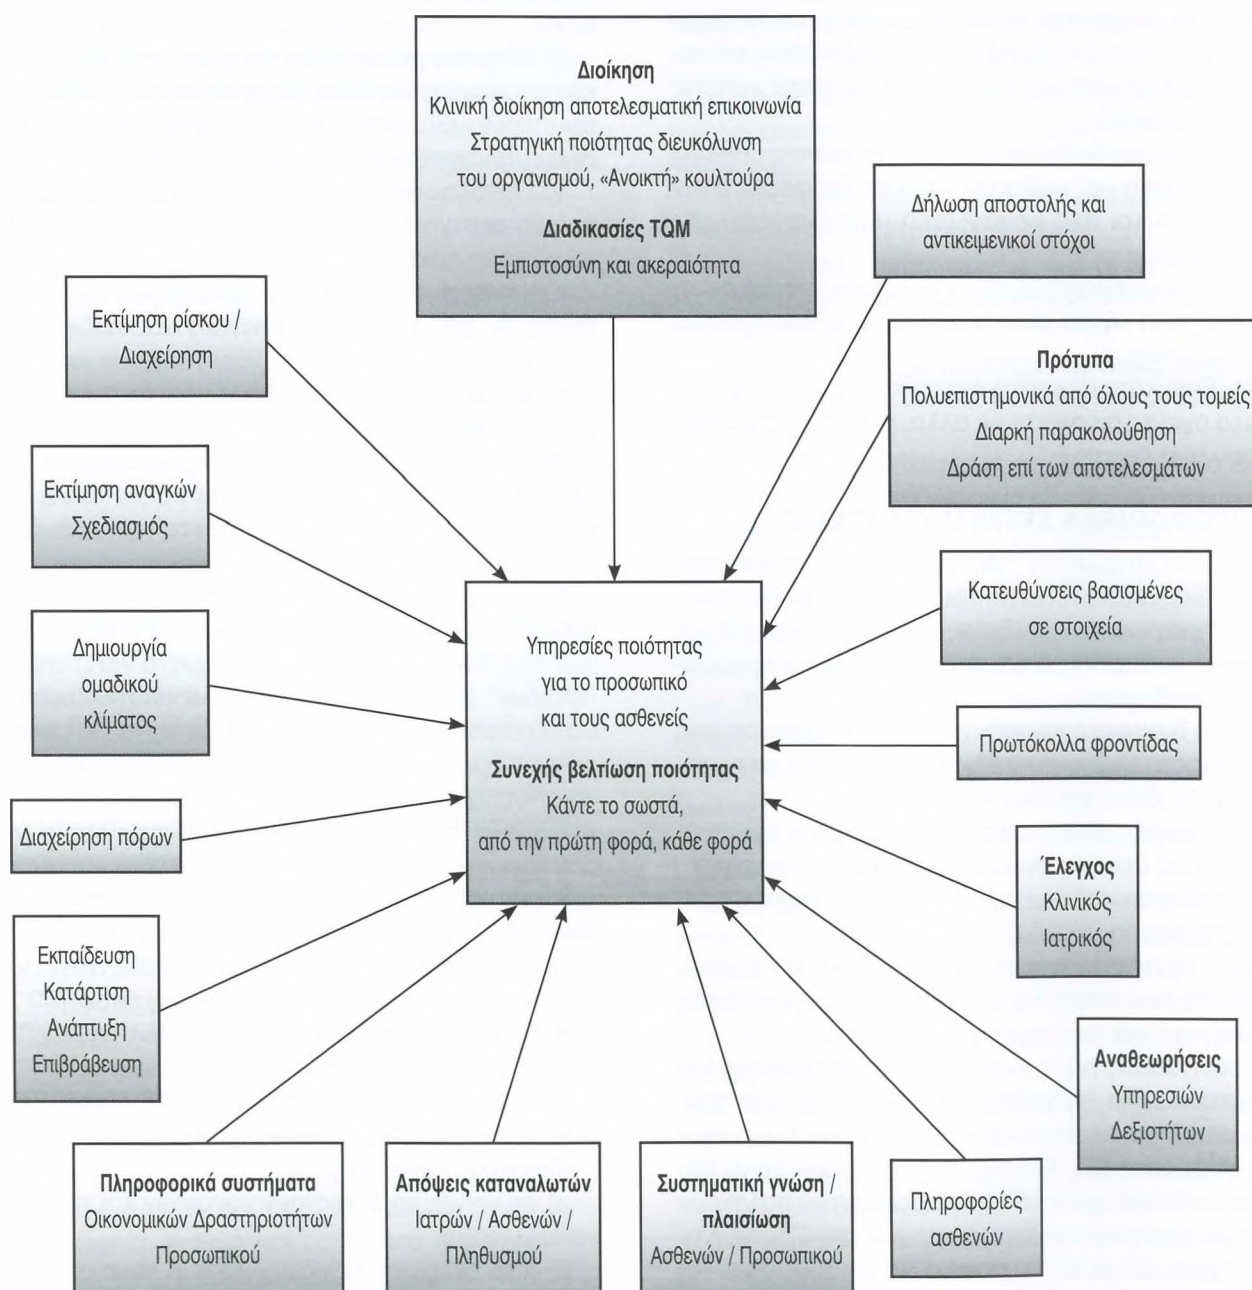 Διοίκηση
Κλινική διοίκηση αποτελεσματική επικοινωνία
Στρατηγική ποιότητας διευκόλυνση
του οργανισμού, «Ανοικτή» κουλτούρα
Διαδικασίες TQM
Εμπιστοσύνη και ακεραιότητα
Δήλωση αποστολής και
αντικειμενικοί στόχοι
Εκτίμηση ρίσκου /
Διαχείρηση
Πρότυπα
Πολυεπιστημονικά από όλους τους τομείς
Διαρκή παρακολούθηση
Δράση επί των αποτελεσμάτων
Εκτίμηση αναγκών
Σχεδιασμός
Κατευθύνσεις βασισμένες
σε στοιχεία
Δημιουργία
ομαδικού
κλίματος
Υπηρεσίες ποιότητας
για το προσωπικό
και τους ασθενείς
Συνεχής βελτίωση ποιότητας
Κάντε το σωστά,
από την πρώτη φορά, κάθε φορά
Πρωτόκολλα φροντίδας
Διαχείρηση πόρων
Έλεγχος
Κλινικός
Ιατρικός
Εκπαίδευση
Κατάρτιση
Ανάπτυξη
Επιβράβευση
Αναθεωρήσεις
Υπηρεσιών
Δεξιοτήτων
Πληροφορικά συστήματα
Οικονομικών Δραστηριοτήτων
Προσωπικού
Απόψεις καταναλωτών
Ιατρών / Ασθενών /
Πληθυσμού
Συστηματική γνώση /
πλαισίωση
Ασθενών / Προσωπικού
Πληροφορίες
ασθενών